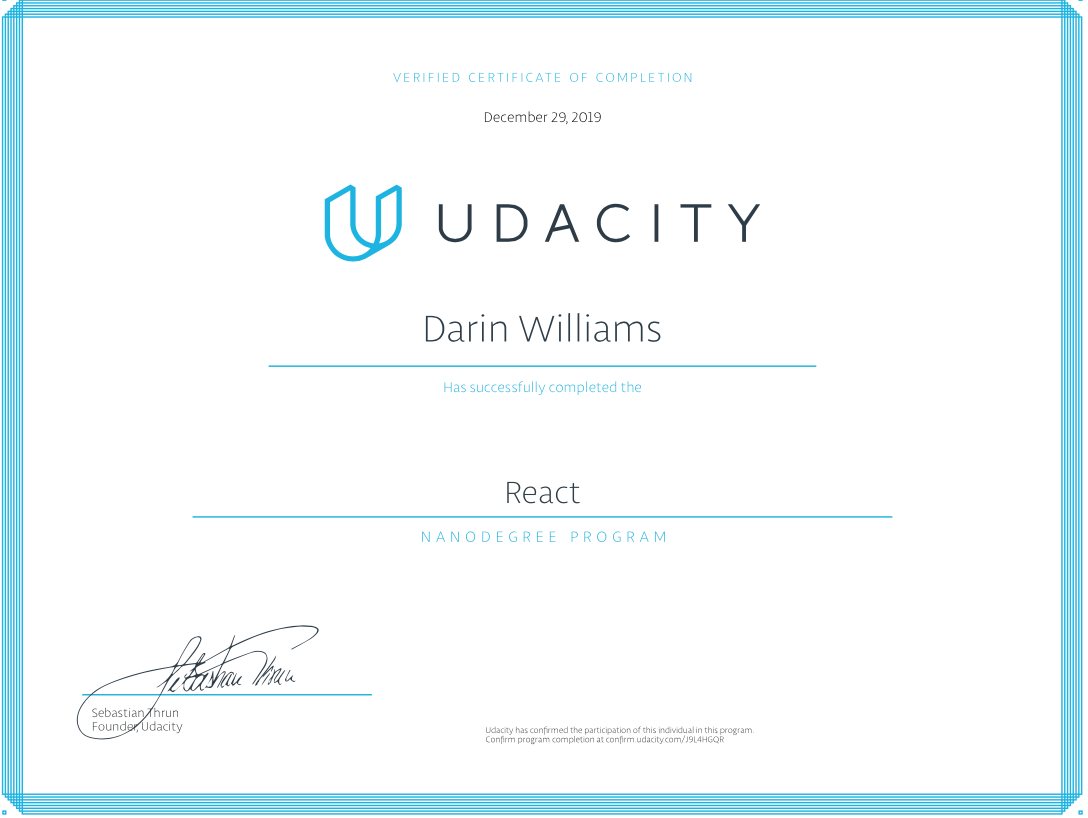 VERIFIED CERTIFICATE OF COMPLETION
December 29, 2019
UDACITY
Darin Williams
Has successfully completed the
React
NANODEGREE PROGRAM
Sebastian Thrun
Sebastian Thrun
Founder, Udacity
Udacity has confirmed the participation of this individual in this program.
Confirm program completion at confirm.udacity.com/J9L4HGQR